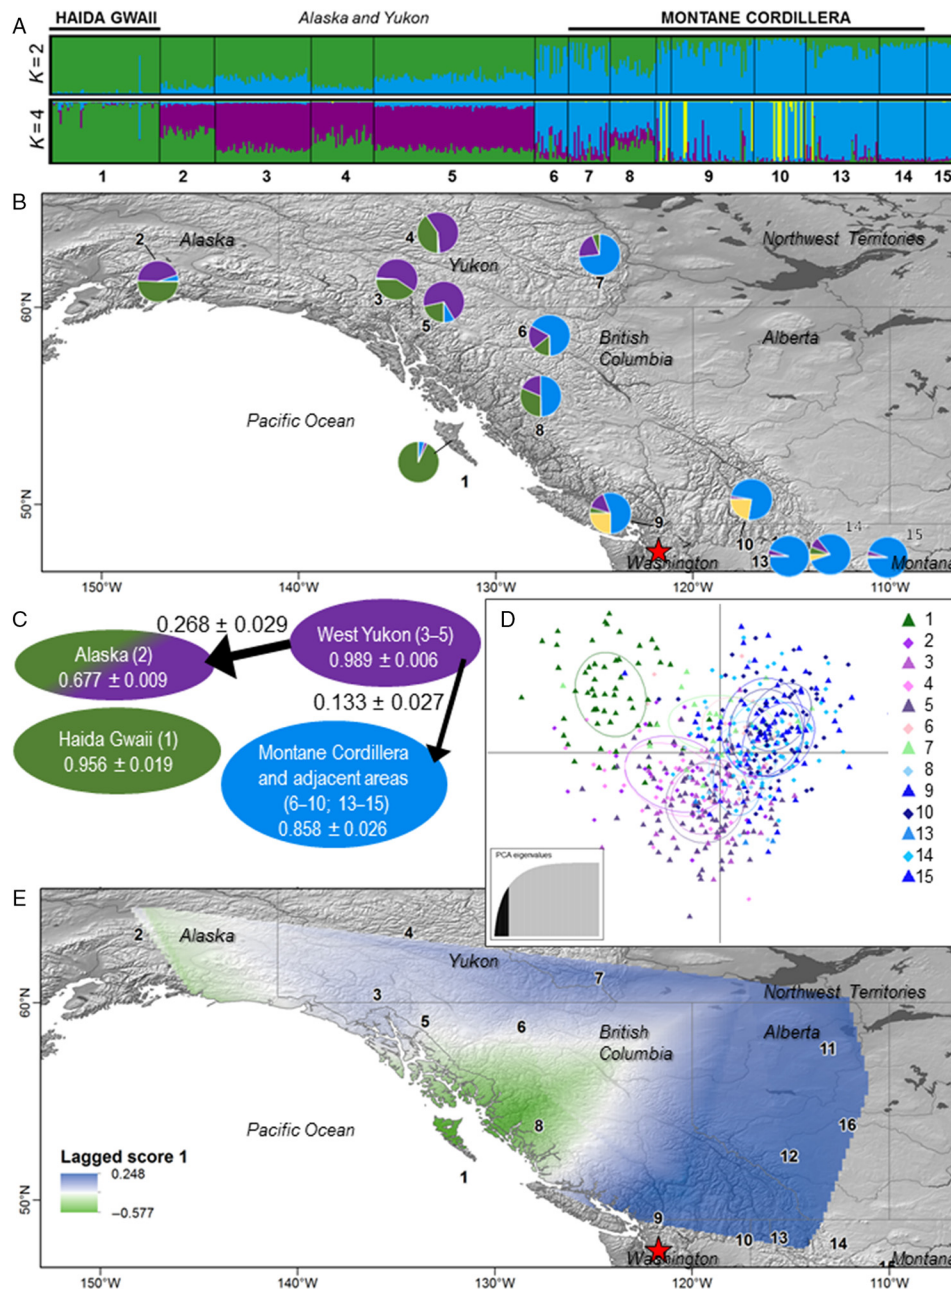 A
HAIDA GWAII
Alaska and Yukon
MONTANE CORDILLERA
K=2
K=4
1 2 3 4 5 6 7 8 9 10 13 14 15
B
2
Alaska
4
Yukon
7
Northwest Territories
3
5
60°N
6
British
Columbia
Alberta
8
Pacific Ocean
1
50°N
9
10
14
15
Washington
13
Montana
150°W 140°W 130°W 120°W 110°W
C
0.268 ± 0.029
Alaska (2)
0.677 ± 0.009
West Yukon (3–5)
0.989 ± 0.006
0.133 ± 0.027
Haida Gwaii (1)
0.956 ± 0.019
Montane Cordillera
and adjacent areas
(6–10; 13–15)
0.858 ± 0.026
D
1
2
3
4
5
6
7
8
9
10
13
14
15
PCA eigenvalues
E
2
Alaska
4
Yukon
7
Northwest Territories
3
60°N
5
6
British
Columbia
Alberta
11
8
16
Pacific Ocean
12
Lagged score 1
0.248
–0.577
1
50°N
9
10 13 14
Washington
Montana
15
150°W 140°W 130°W 120°W 110°W